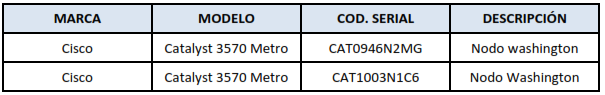 MARCA MODELO COD. SERIAL DESCRIPCIÓN
Cisco Catalyst 3570 Metro CAT0946N2MG Nodo washington
Cisco Catalyst 3570 Metro CAT1003N1C6 Nodo Washington